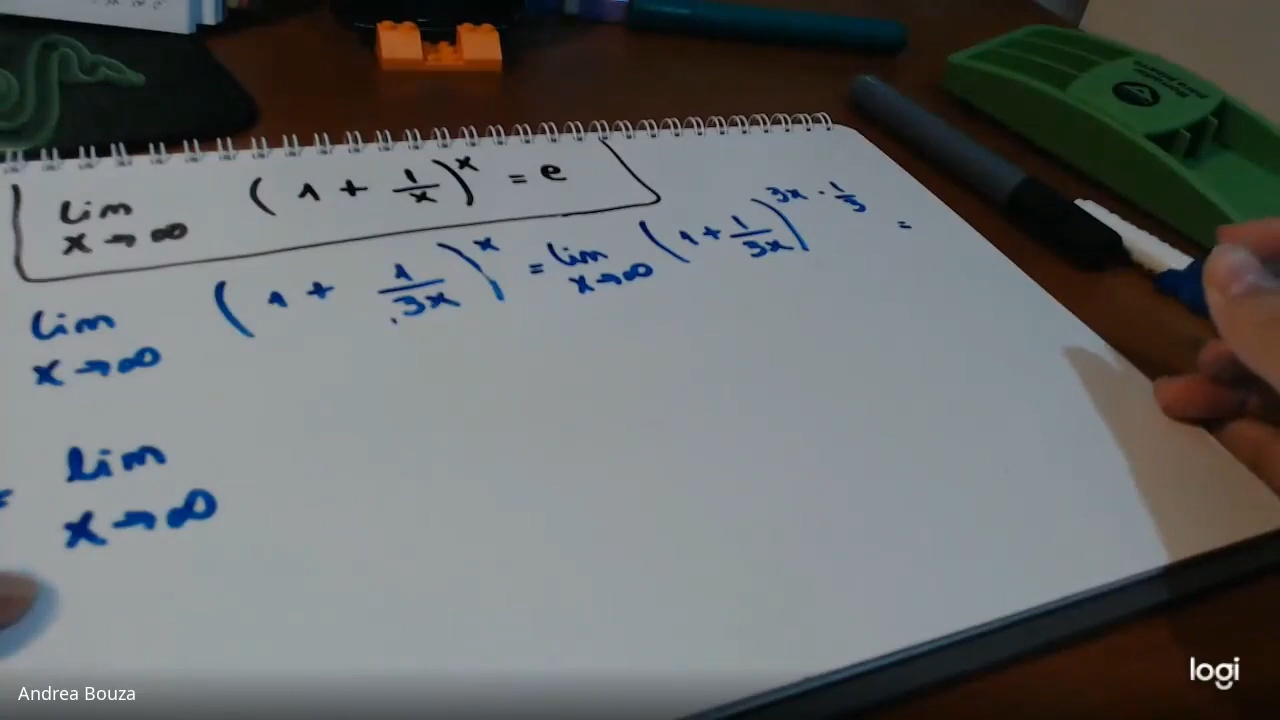 lim x→∞ (1 + 1/x)^x = e
lim x→∞ (1 + 1/3x)^x = lim x→∞ (1 + 1/3x)^(3x · 1/3) =
= lim x→∞
Andrea Bouza
logi